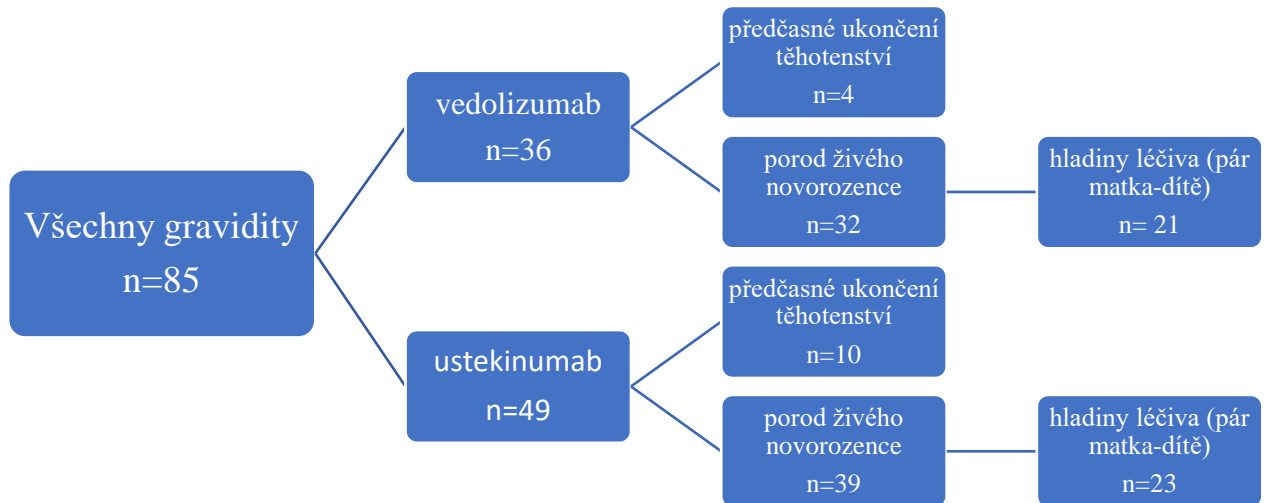 Všechny gravidity
n=85
vedolizumab
n=36
předčasné ukončení
těhotenství
n=4
porod živého
novorozence
n=32
hladiny léčiva (pár
matka-dítě)
n= 21
ustekinumab
n=49
předčasné ukončení
těhotenství
n=10
porod živého
novorozence
n=39
hladiny léčiva (pár
matka-dítě)
n=23